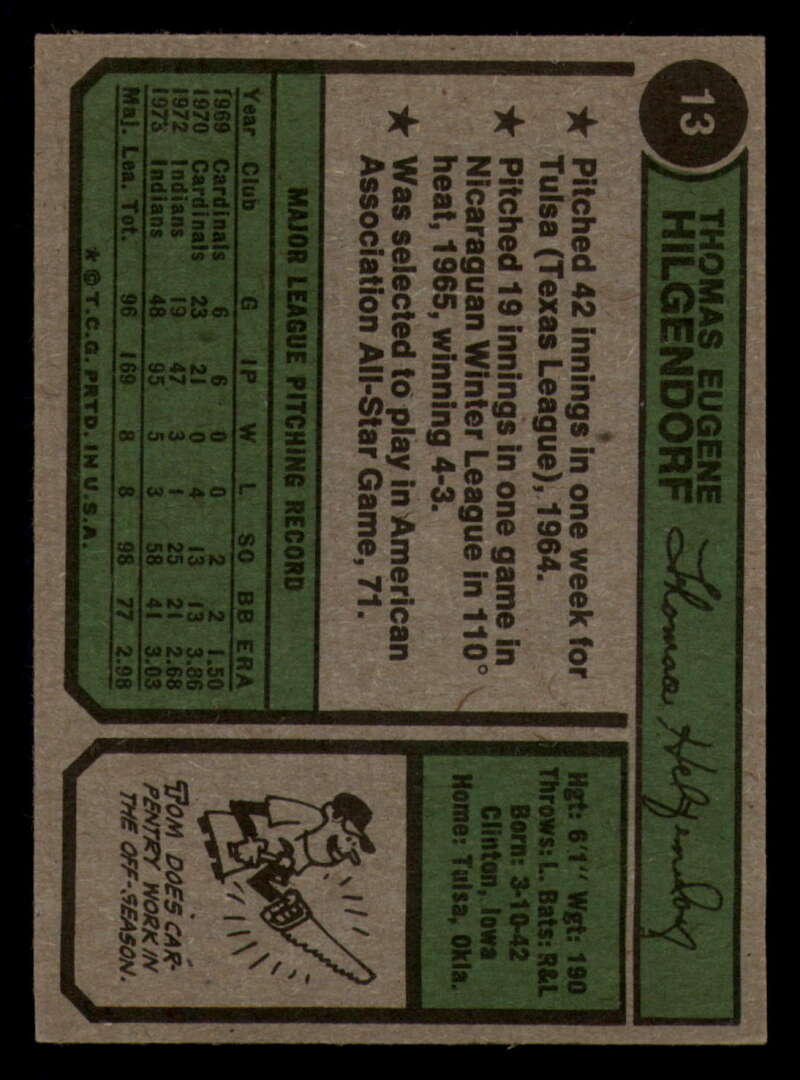 13
THOMAS EUGENE
HILGENDORF
Thomas Hilgendorf
★ Pitched 42 innings in one week for
Tulsa (Texas League), 1964.
★ Pitched 19 innings in one game in
Nicaraguan Winter League in 110°
heat, 1965, winning 4-3.
★ Was selected to play in American
Association All-Star Game, 71.
MAJOR LEAGUE PITCHING RECORD
Year Club G IP W L SO BB ERA
1969 Cardinals 6 6 0 0 2 2 1.50
1970 Cardinals 23 21 0 4 13 13 3.86
1972 Indians 19 47 3 1 25 21 2.68
1973 Indians 48 95 5 3 58 41 3.03
Maj. Lea. Tot. 96 169 8 8 98 77 2.98
* © T.C.G. PRTD. IN U.S.A.
Hgt: 6'1" Wgt: 190
Throws: L. Bats: R&L
Born: 3-10-42
Clinton, Iowa
Home: Tulsa, Okla.
TOM DOES CAR-
PENTRY WORK IN
THE OFF-SEASON.